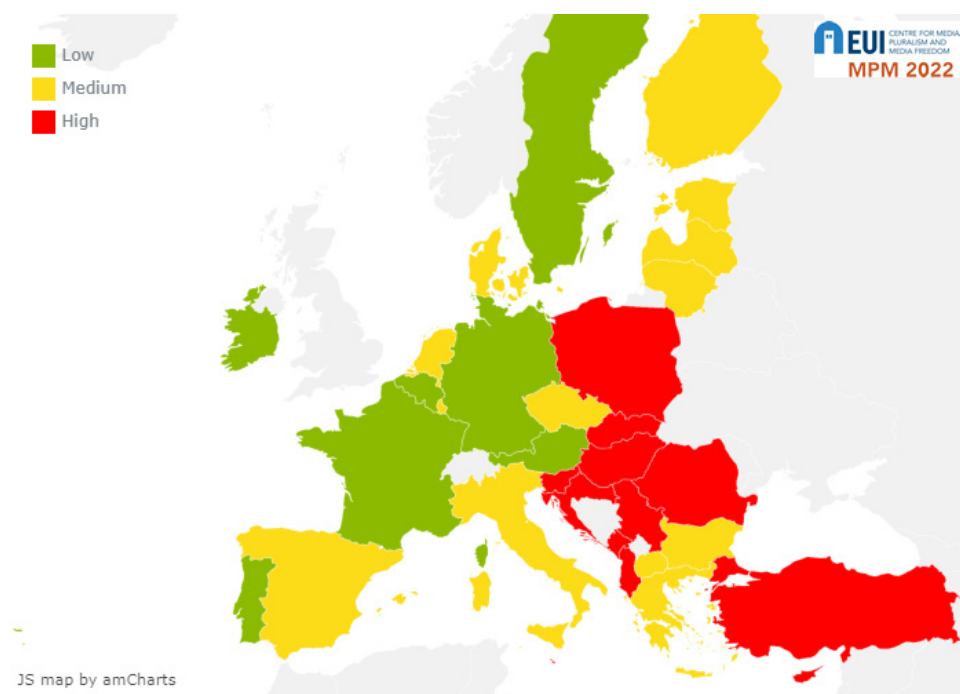 Low
Medium
High
EUI
CENTRE FOR MEDIA
PLURALISM AND
MEDIA FREEDOM
MPM 2022
JS map by amCharts